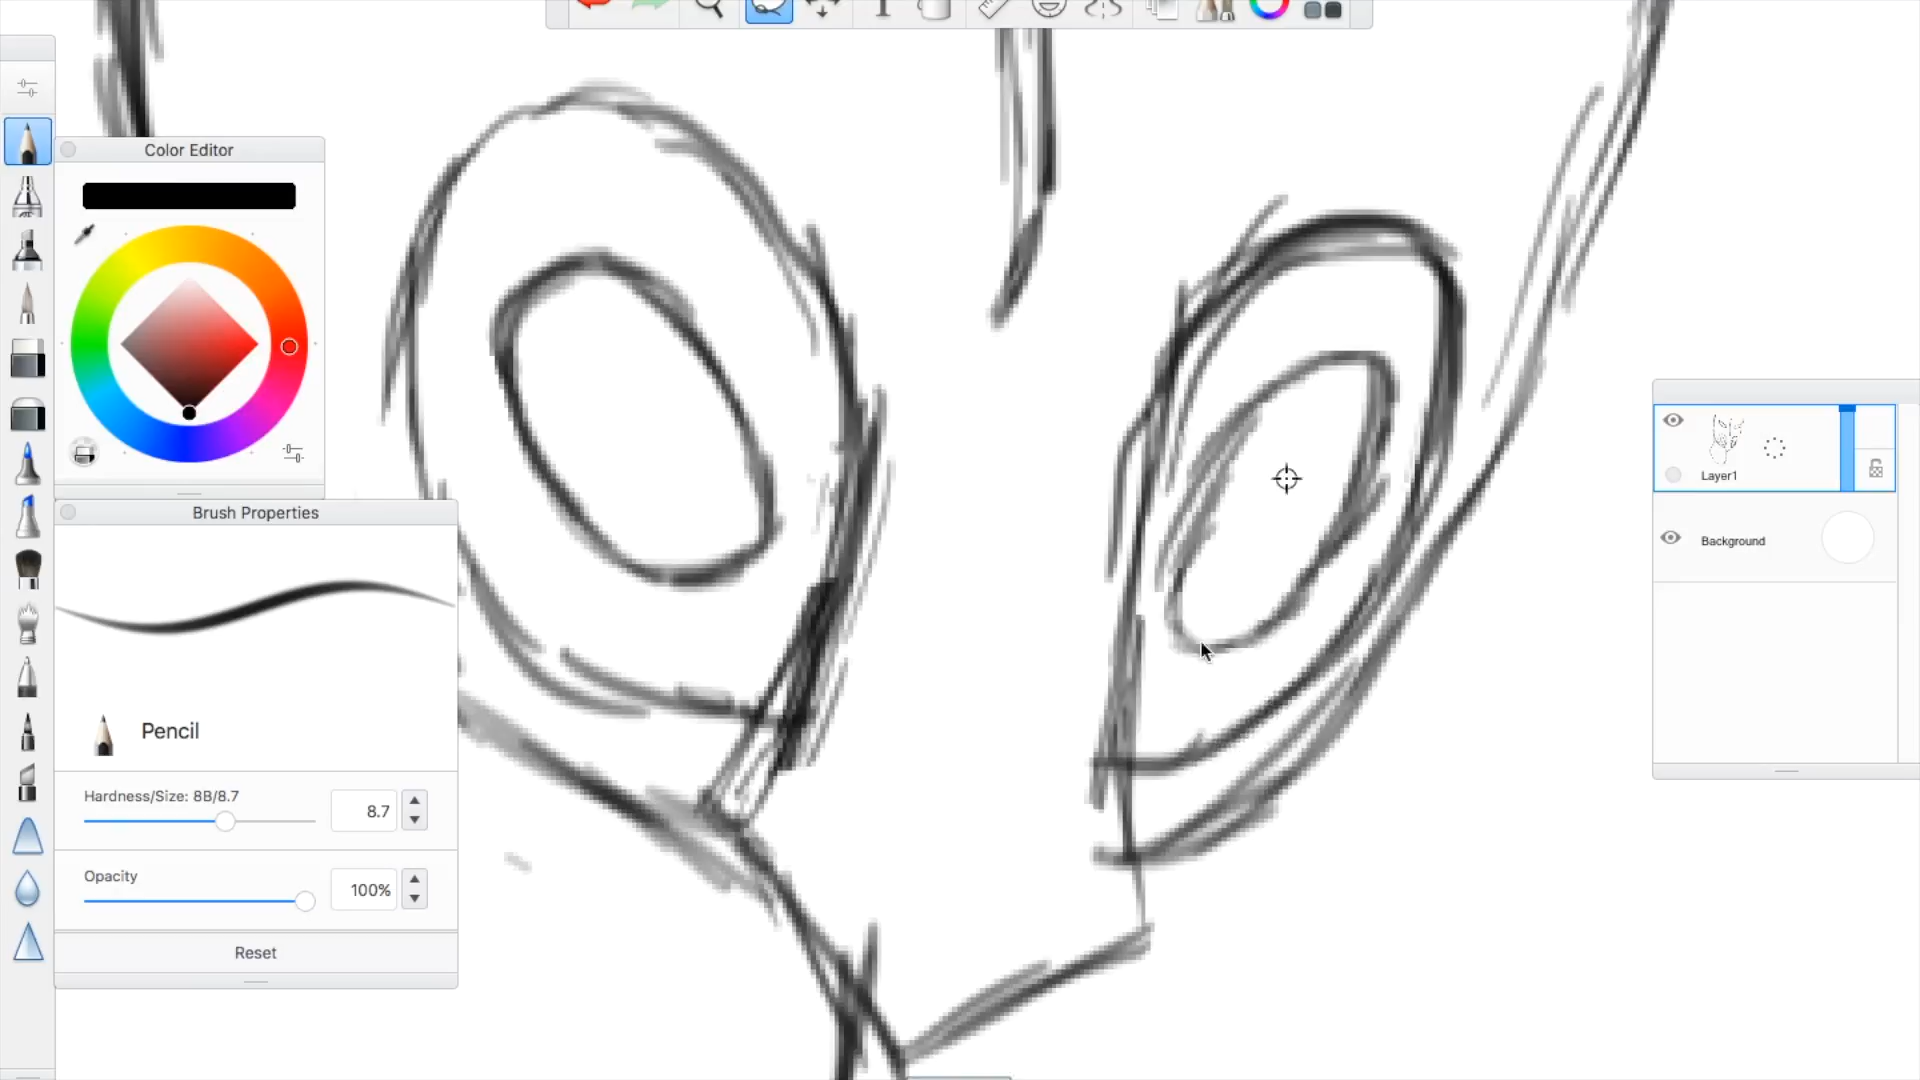 Color Editor
Brush Properties
Pencil
Hardness/Size: 8B/8.7
8.7
Opacity
100%
Reset
Layer1
Background